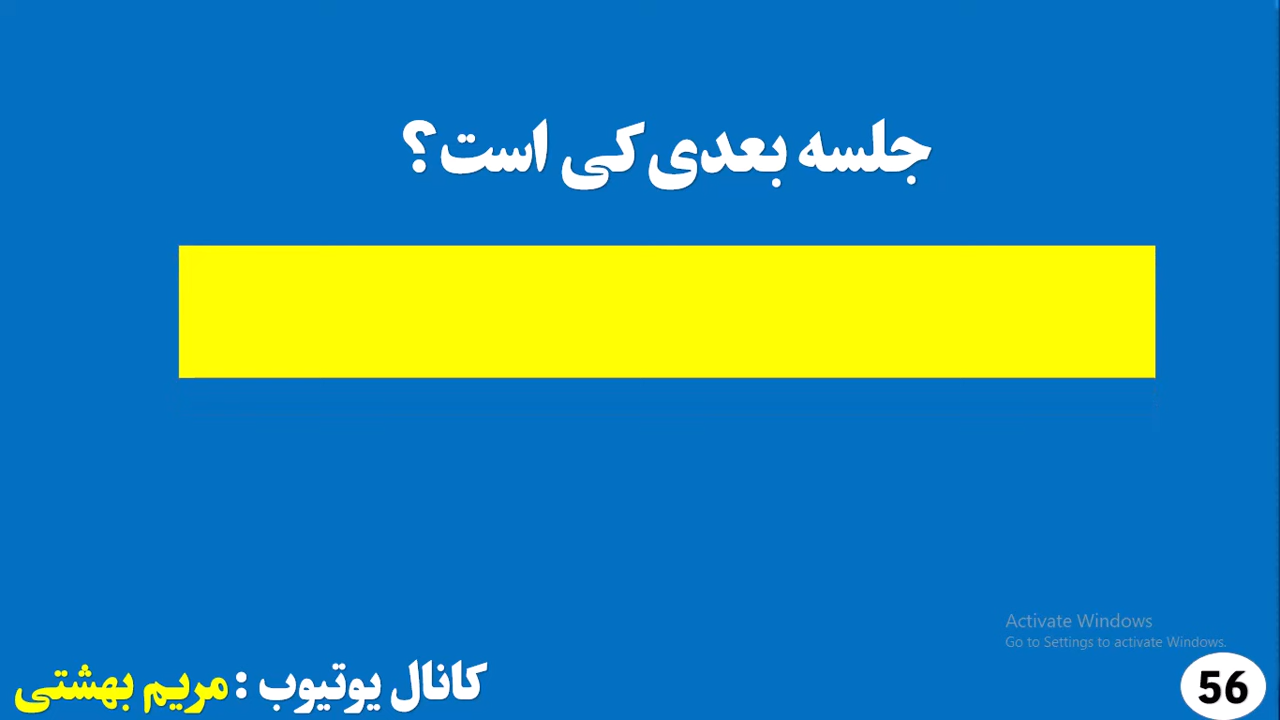 جلسه بعدی کی است؟
Activate Windows
Go to Settings to activate Windows.
کانال یوتیوب : مریم بهشتی
56